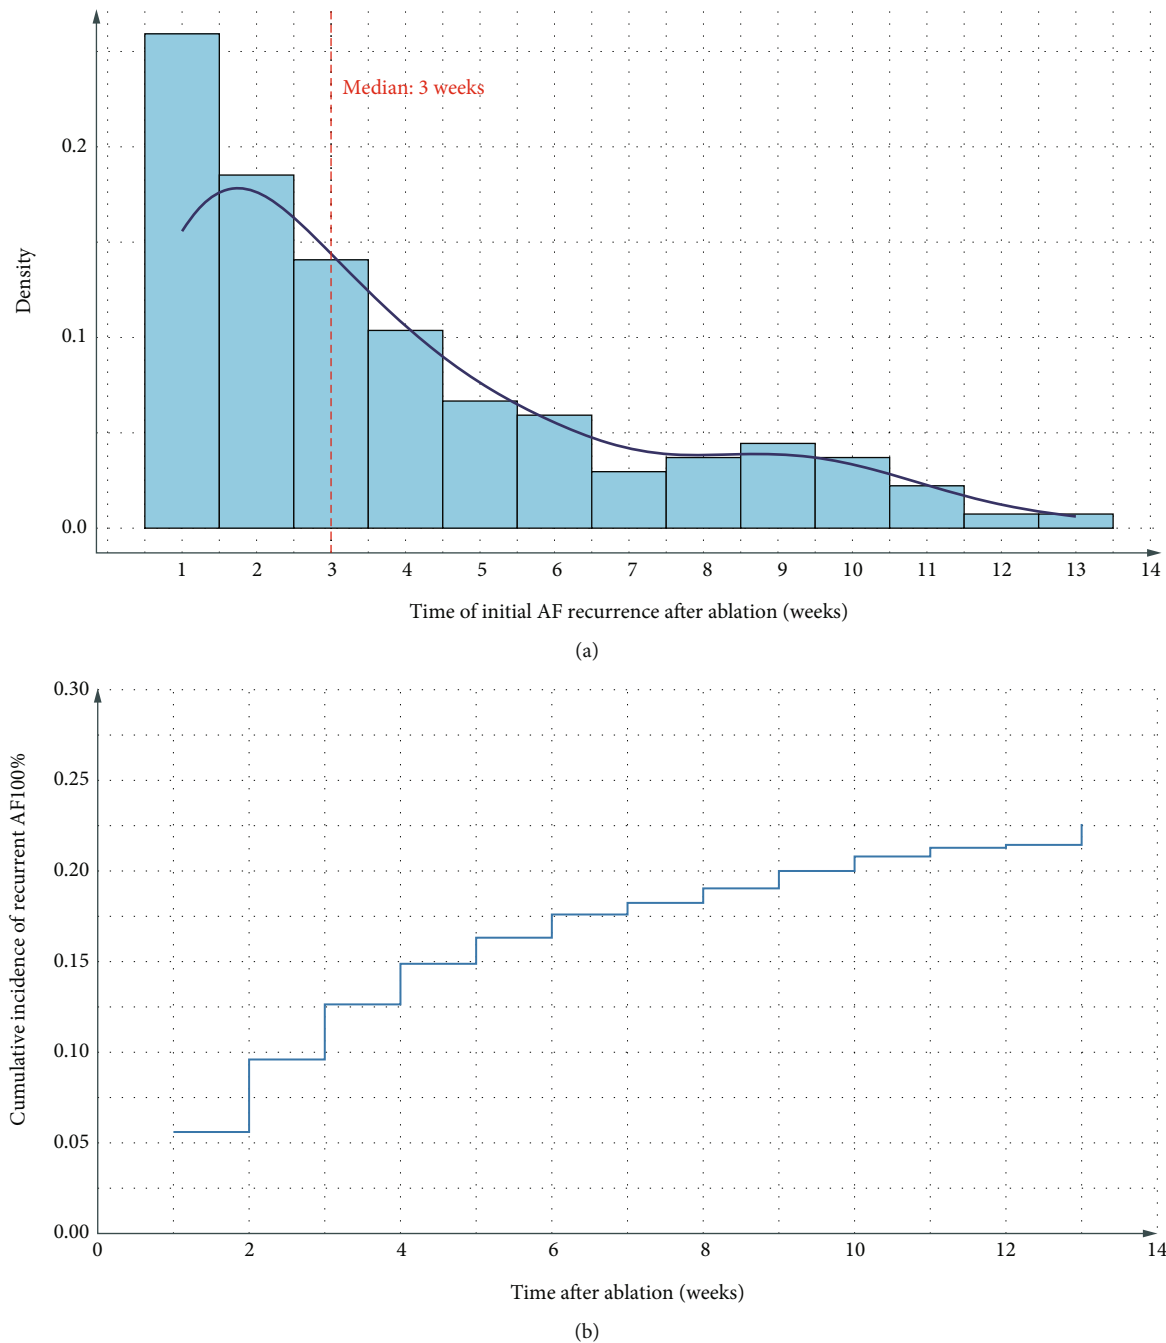 Median: 3 weeks
0.2
0.1
0.0
Density
1 2 3 4 5 6 7 8 9 10 11 12 13 14
Time of initial AF recurrence after ablation (weeks)
(a)
0.30
0.25
0.20
0.15
0.10
0.05
0.00
Cumulative incidence of recurrent AF100%
0 2 4 6 8 10 12 14
Time after ablation (weeks)
(b)